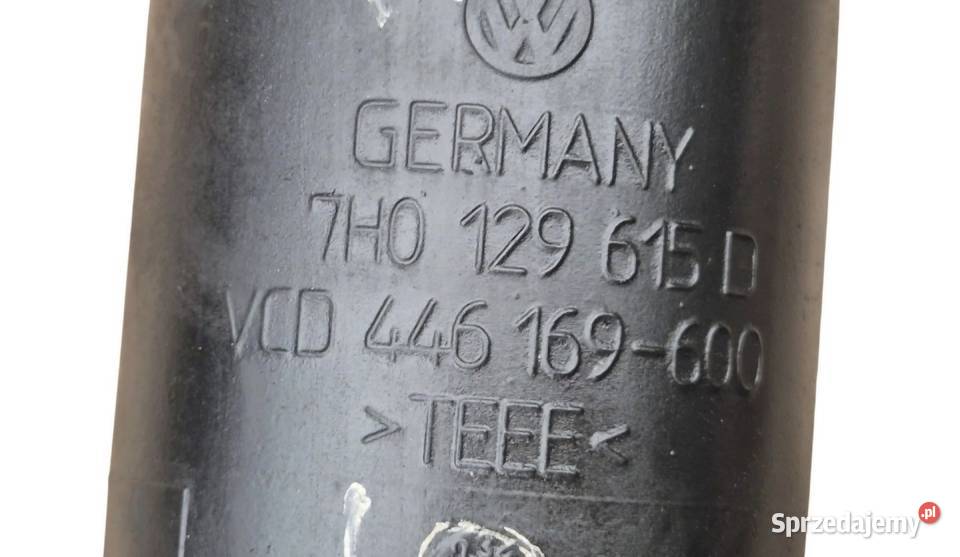 GERMANY
7H0 129 615 D
VCD 446 169-600
>TEEE<
Sprzedajemy.pl